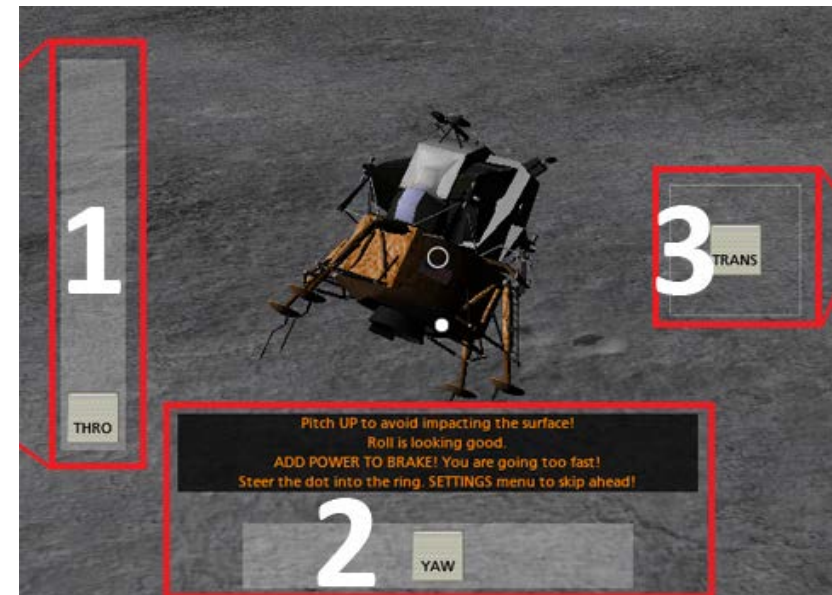 1
3
TRANS
THRO
Pitch UP to avoid impacting the surface!
Roll is looking good.
ADD POWER TO BRAKE! You are going too fast!
Steer the dot into the ring. SETTINGS menu to skip ahead!
2
YAW